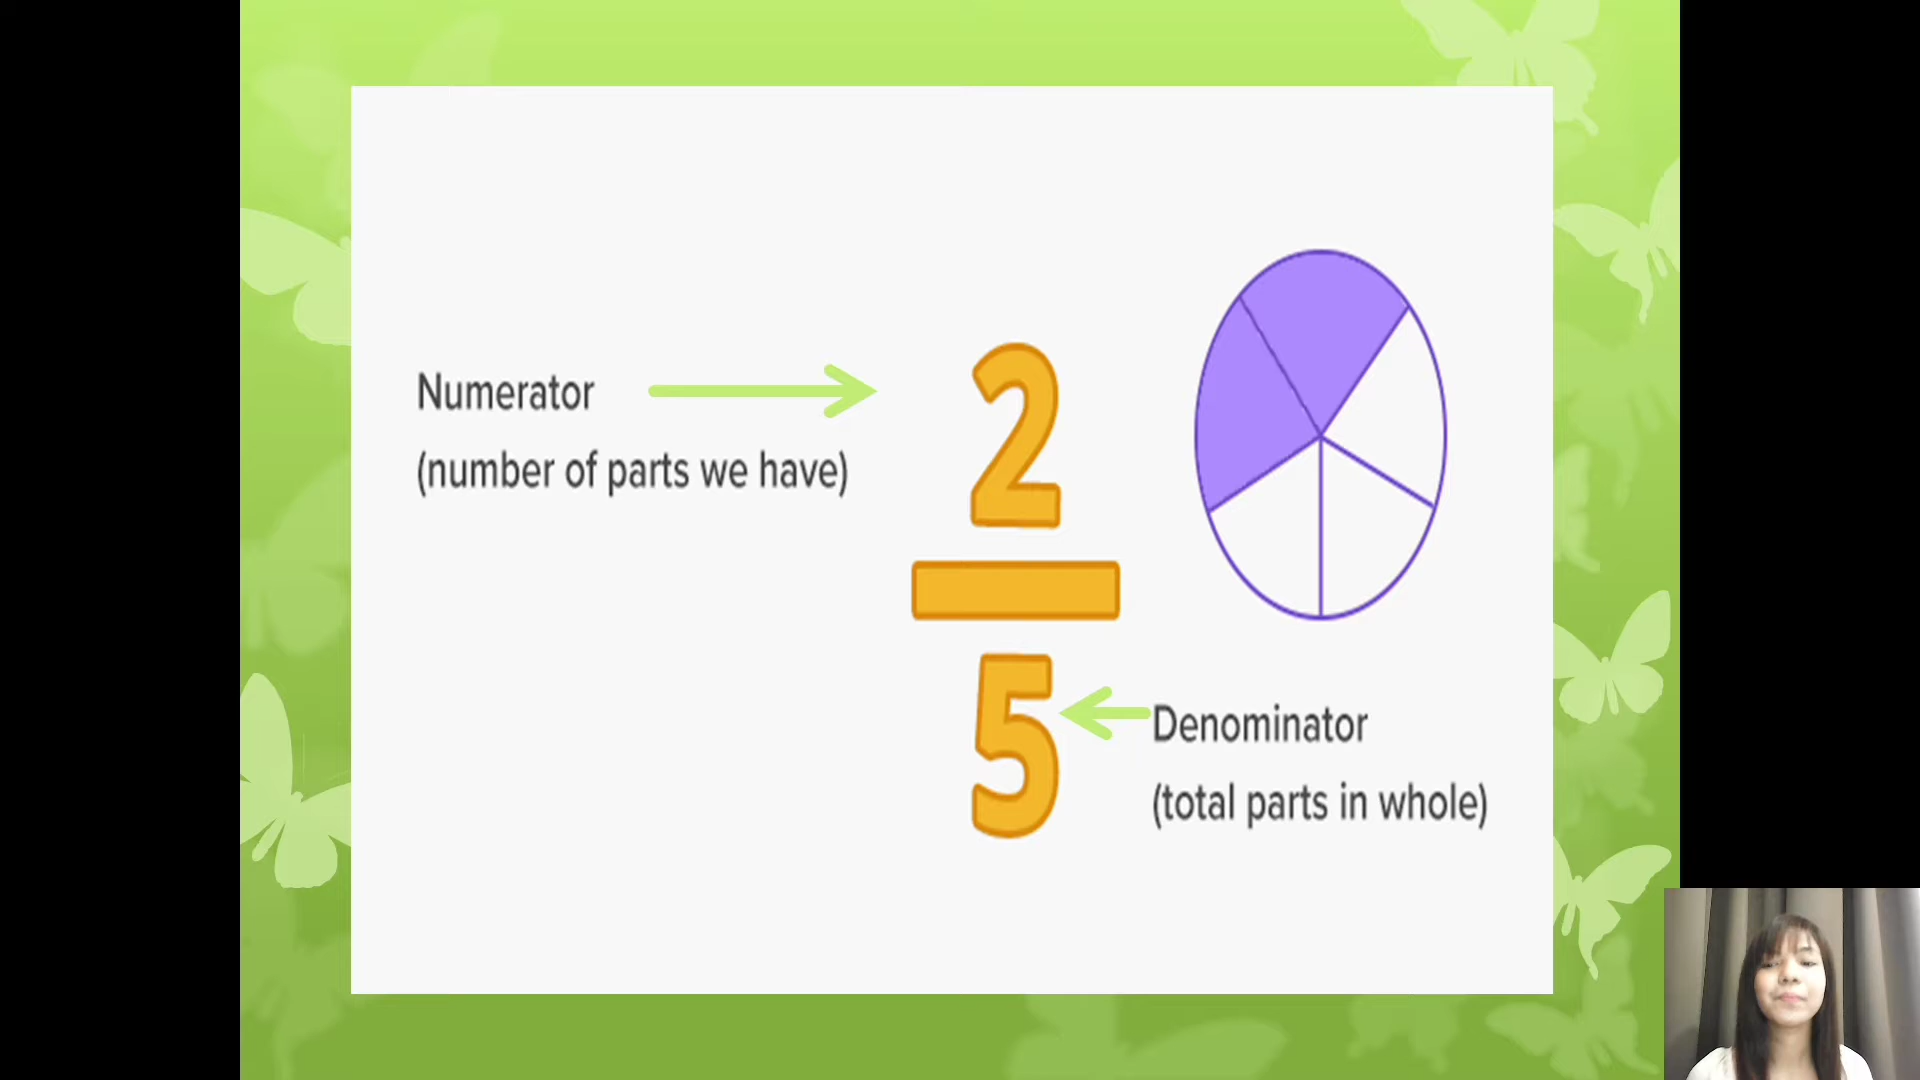 Numerator
(number of parts we have)
2
5
Denominator
(total parts in whole)